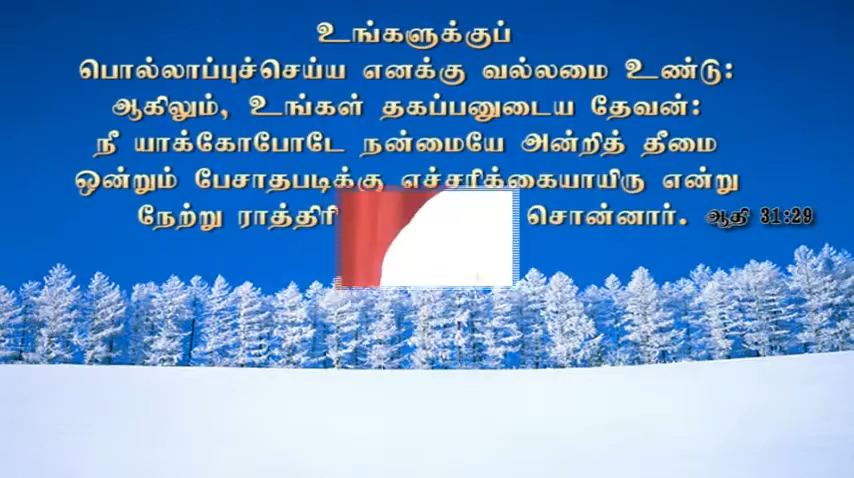 உங்களுக்குப்
பொல்லாப்புச்செய்ய எனக்கு வல்லமை உண்டு:
ஆகிலும், உங்கள் தகப்பனுடைய தேவன்:
நீ யாக்கோபோடே நன்மையே அன்றித் தீமை
ஒன்றும் பேசாதபடிக்கு எச்சரிக்கையாயிரு என்று
நேற்று ராத்திரி சொன்னார். ஆதி 31:29